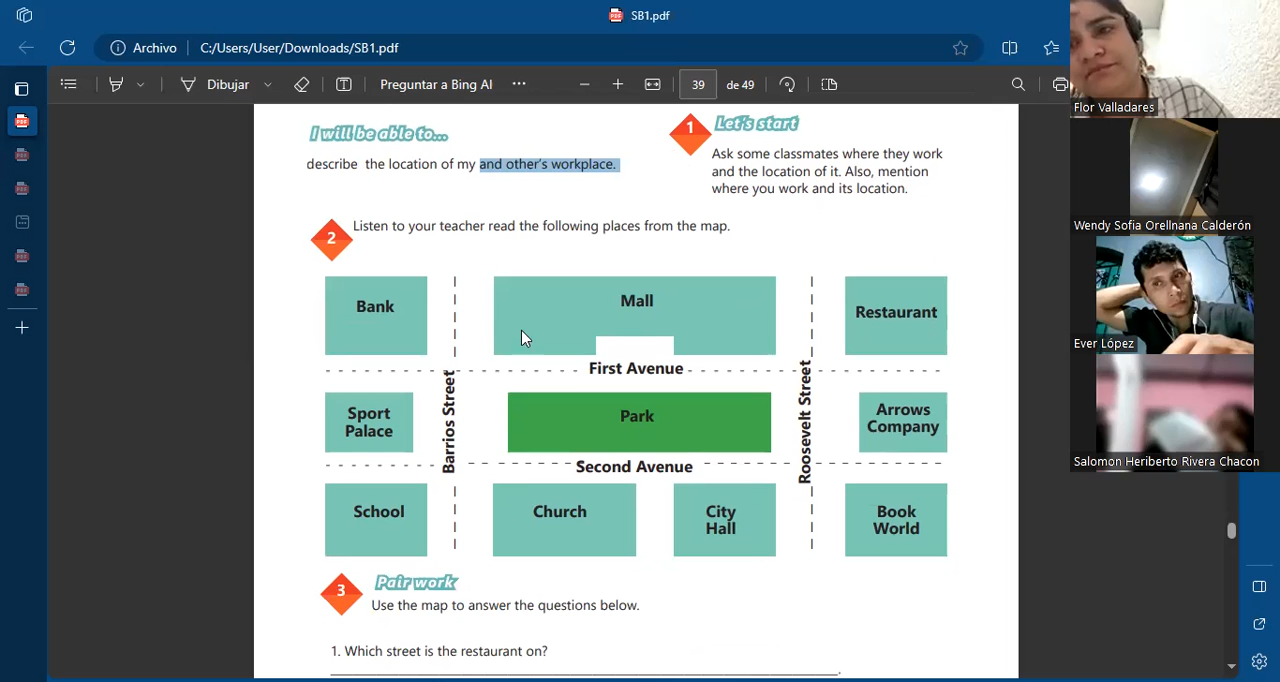 SB1.pdf
Archivo
C:/Users/User/Downloads/SB1.pdf
Dibujar
Preguntar a Bing AI
39
de 49
I will be able to...
describe the location of my and other's workplace.
1
Let's start
Ask some classmates where they work
and the location of it. Also, mention
where you work and its location.
2
Listen to your teacher read the following places from the map.
Bank
Mall
Restaurant
First Avenue
Barrios Street
Roosevelt Street
Sport
Palace
Park
Arrows
Company
Second Avenue
School
Church
City
Hall
Book
World
3
Pair work
Use the map to answer the questions below.
1. Which street is the restaurant on?
Flor Valladares
Wendy Sofia Orellnana Calderón
Ever López
Salomon Heriberto Rivera Chacon